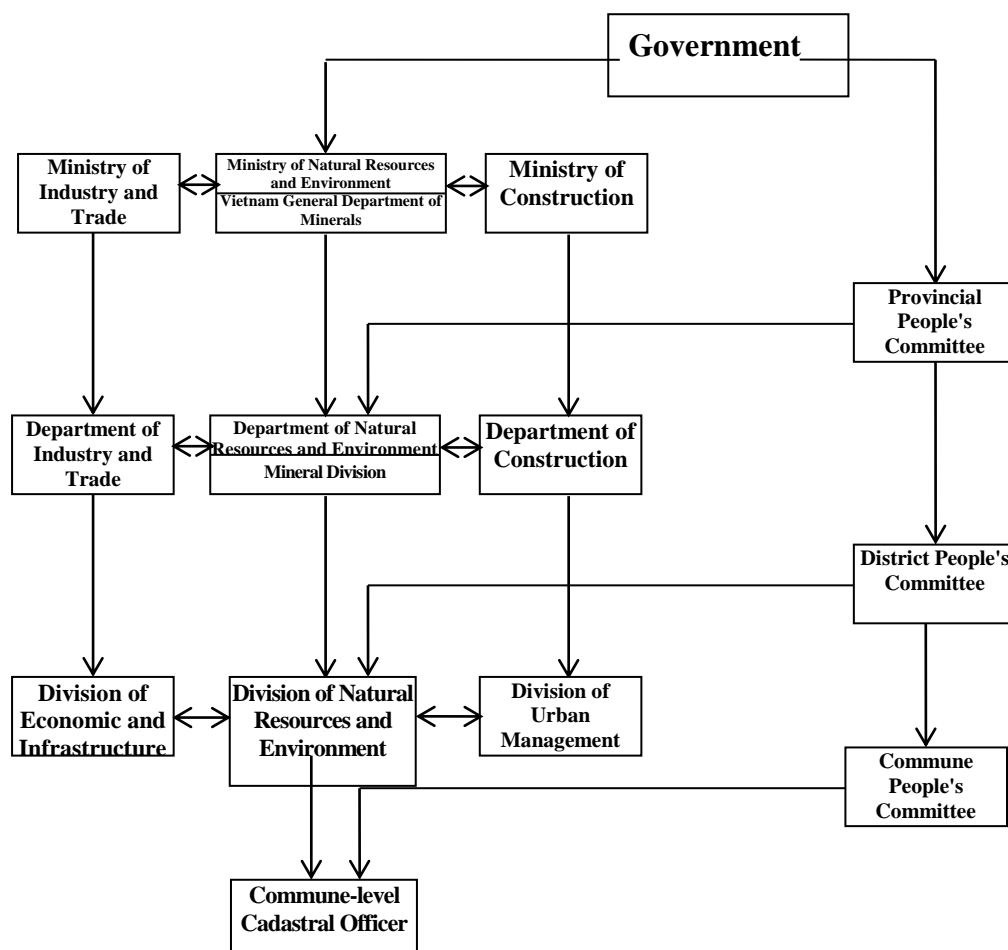 Government
Ministry of
Industry and
Trade
Ministry of Natural Resources
and Environment
Vietnam General Department of
Minerals
Ministry of
Construction
Provincial
People's
Committee
Department of
Industry and
Trade
Department of Natural
Resources and Environment
Mineral Division
Department of
Construction
District People's
Committee
Division of
Economic and
Infrastructure
Division of Natural
Resources and
Environment
Division of
Urban
Management
Commune
People's
Committee
Commune-level
Cadastral Officer